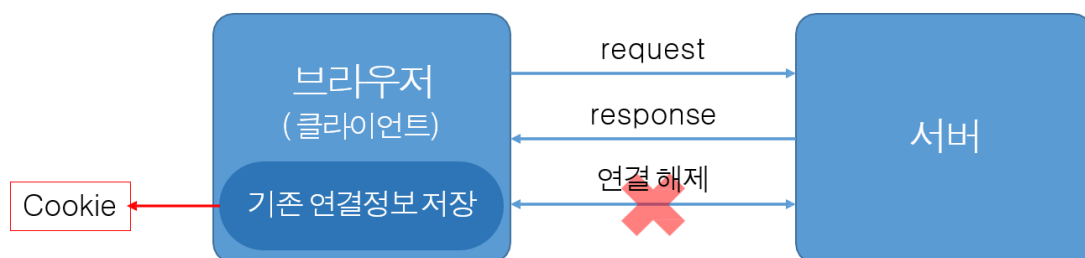 브라우저
( 클라이언트)
기존 연결정보 저장
Cookie
request
response
연결 해제
서버